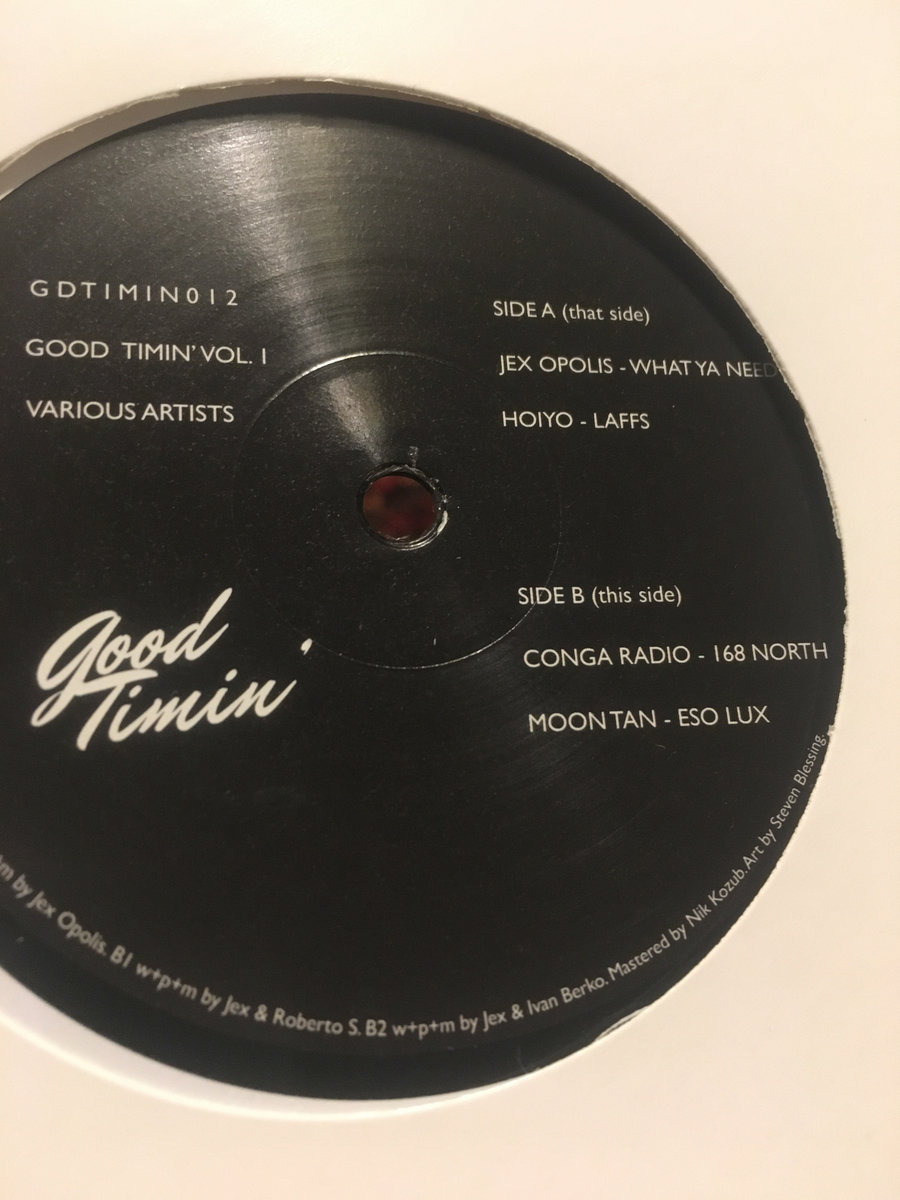 GDTIMIN012
GOOD TIMIN' VOL. 1
VARIOUS ARTISTS
SIDE A (that side)
JEX OPOLIS - WHAT YA NEED
HOIYO - LAFFS
SIDE B (this side)
CONGA RADIO - 168 NORTH
MOON TAN - ESO LUX
Good
Timin'
by Jex Opolis. B1 w+p+m by Jex & Roberto S. B2 w+p+m by Jex & Ivan Berko. Mastered by Nik Kozub. Art by Steven Blessing.